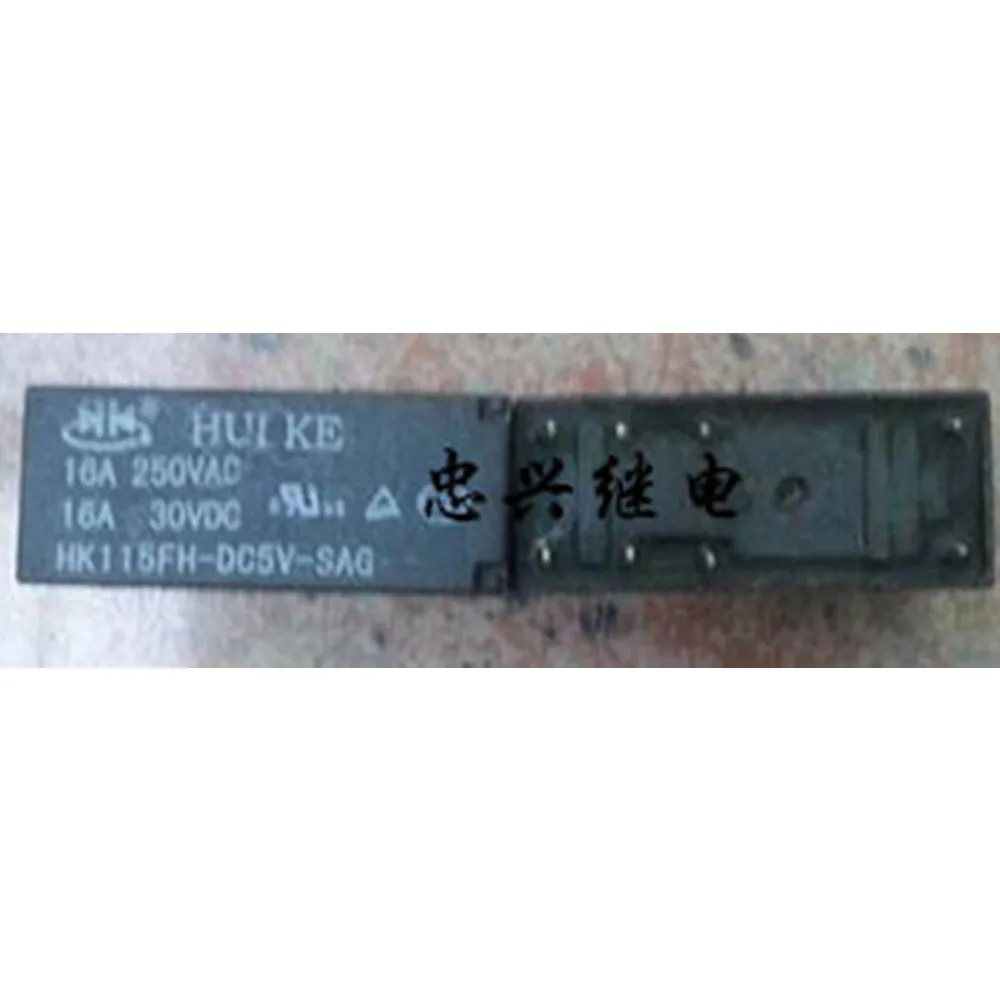 HK® HUI KE
16A 250VAC
16A 30VDC
HK115FH-DC5V-SAG
忠兴继电